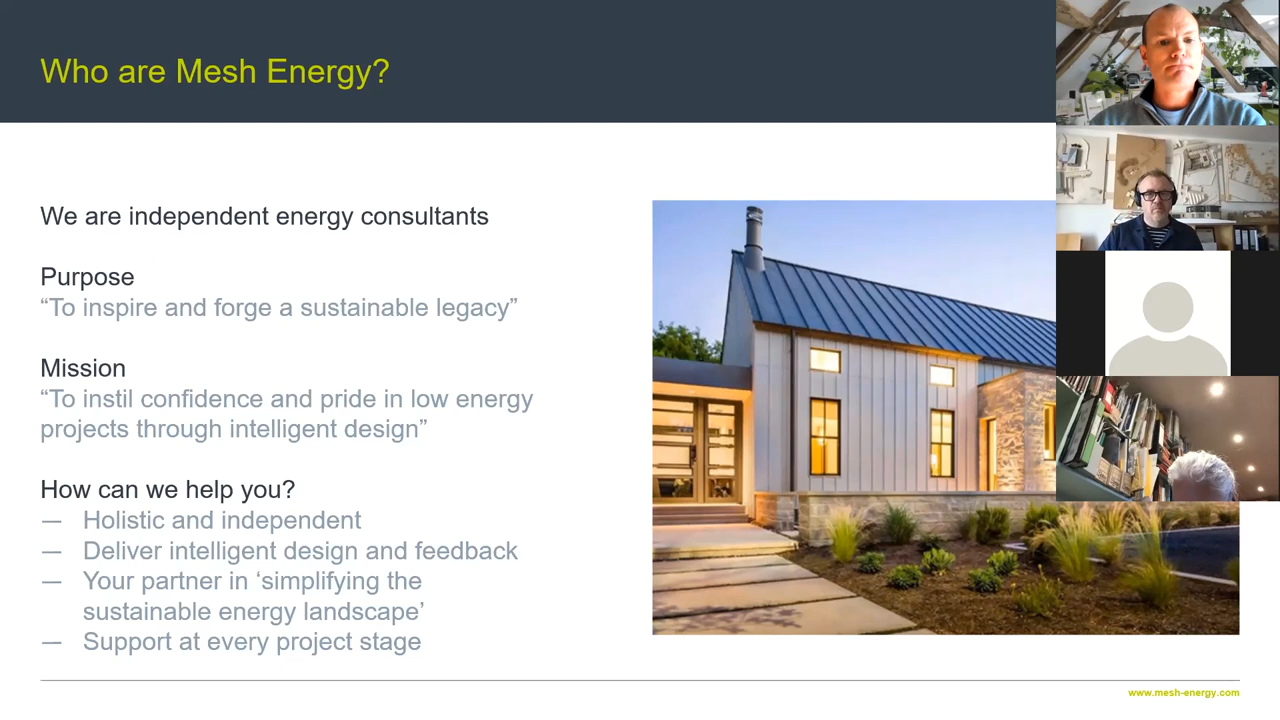 Who are Mesh Energy?
We are independent energy consultants
Purpose
“To inspire and forge a sustainable legacy”
Mission
“To instil confidence and pride in low energy
projects through intelligent design”
How can we help you?
— Holistic and independent
— Deliver intelligent design and feedback
— Your partner in ‘simplifying the
sustainable energy landscape’
— Support at every project stage
www.mesh-energy.com